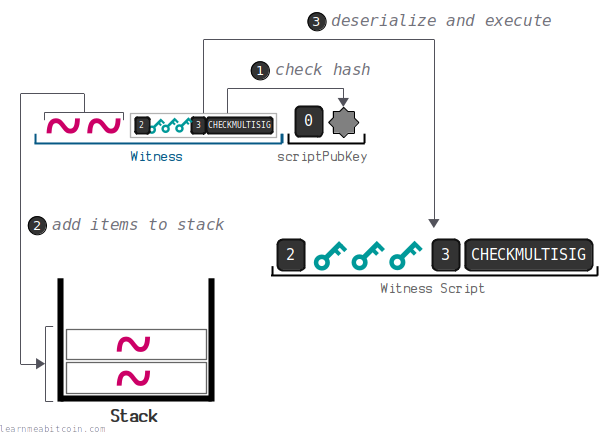 3 deserialize and execute
1 check hash
2 3 CHECKMULTISIG 0
Witness scriptPubKey
2 add items to stack
2 3 CHECKMULTISIG
Witness Script
Stack
learnmeabitcoin.com